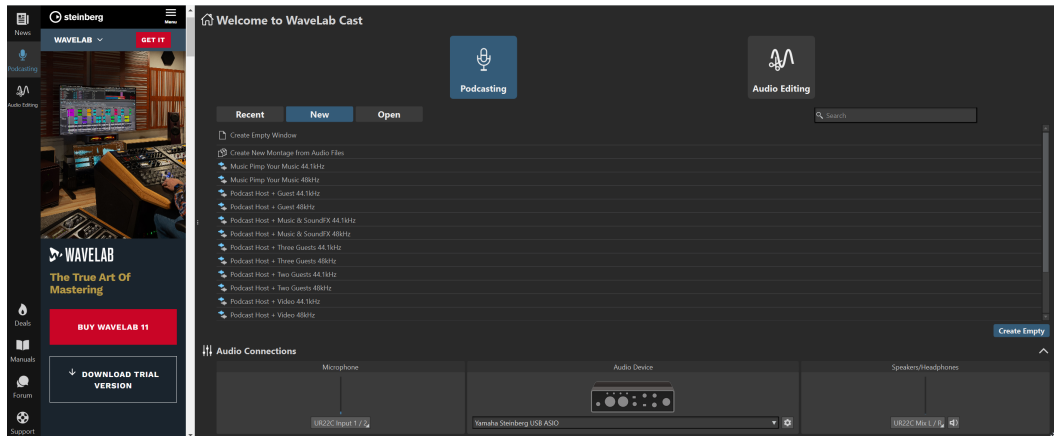 News
Podcasting
Audio Editing
Deals
Manuals
Forum
Support
steinberg
Menu
WAVELAB
GET IT
WAVELAB
The True Art Of
Mastering
BUY WAVELAB 11
DOWNLOAD TRIAL
VERSION
Welcome to WaveLab Cast
Podcasting
Audio Editing
Recent New Open
Search
Create Empty Window
Create New Montage from Audio Files
Music Pimp Your Music 44.1kHz
Music Pimp Your Music 48kHz
Podcast Host + Guest 44.1kHz
Podcast Host + Guest 48kHz
Podcast Host + Music & SoundFX 44.1kHz
Podcast Host + Music & SoundFX 48kHz
Podcast Host + Three Guests 44.1kHz
Podcast Host + Three Guests 48kHz
Podcast Host + Two Guests 44.1kHz
Podcast Host + Two Guests 48kHz
Podcast Host + Video 44.1kHz
Podcast Host + Video 48kHz
Create Empty
Audio Connections
Microphone
UR22C Input 1 / 2
Audio Device
Yamaha Steinberg USB ASIO
Speakers/Headphones
UR22C Mix L / R